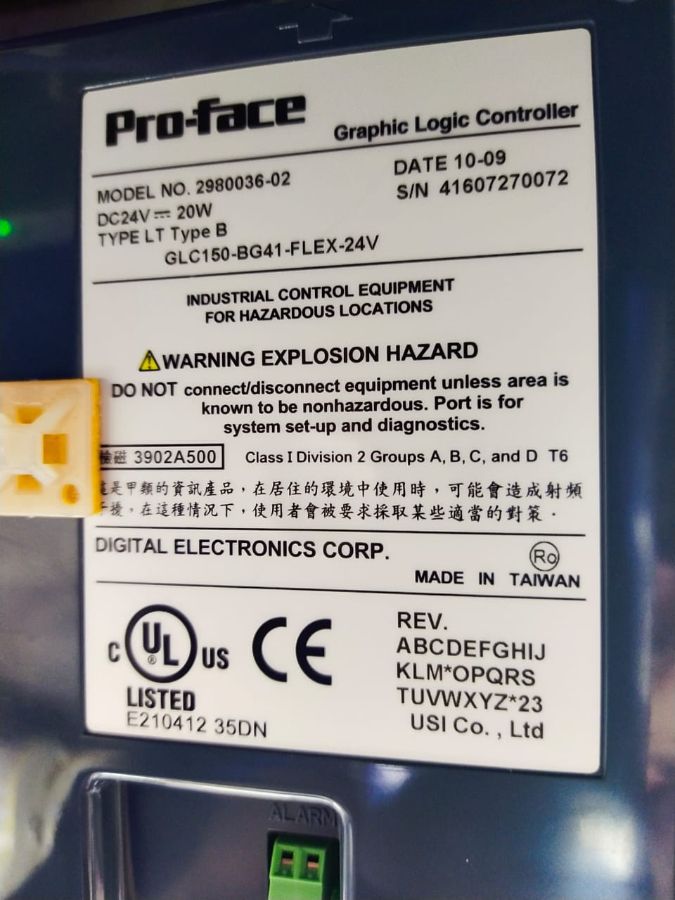 Pro-face
Graphic Logic Controller
MODEL NO. 2980036-02
DATE 10-09
DC24V⎓ 20W
S/N 41607270072
TYPE LT Type B
GLC150-BG41-FLEX-24V
INDUSTRIAL CONTROL EQUIPMENT
FOR HAZARDOUS LOCATIONS
WARNING EXPLOSION HAZARD
DO NOT connect/disconnect equipment unless area is
known to be nonhazardous. Port is for
system set-up and diagnostics.
檢磁 3902A500
Class I Division 2 Groups A, B, C, and D T6
是甲類的資訊產品，在居住的環境中使用時，可能會造成射頻
擾，在這種情況下，使用者會被要求採取某些適當的對策．
DIGITAL ELECTRONICS CORP.
Ro
MADE IN TAIWAN
C UL ® US
LISTED
E210412 35DN
CE
REV.
ABCDEFGHIJ
KLM*OPQRS
TUVWXYZ*23
USI Co. , Ltd
ALARM